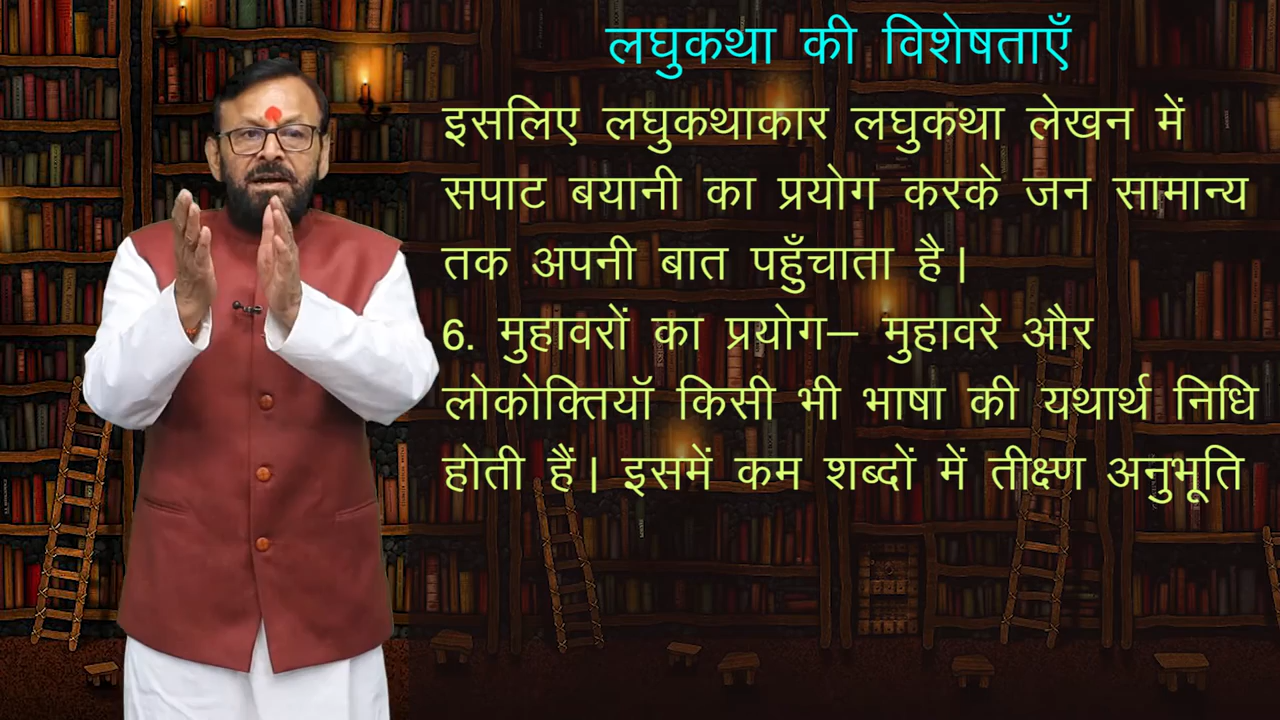 लघुकथा की विशेषताएँ
इसलिए लघुकथाकार लघुकथा लेखन में
सपाट बयानी का प्रयोग करके जन सामान्य
तक अपनी बात पहुँचाता है।
6. मुहावरों का प्रयोग– मुहावरे और
लोकोक्तियॉ किसी भी भाषा की यथार्थ निधि
होती हैं। इसमें कम शब्दों में तीक्ष्ण अनुभूति